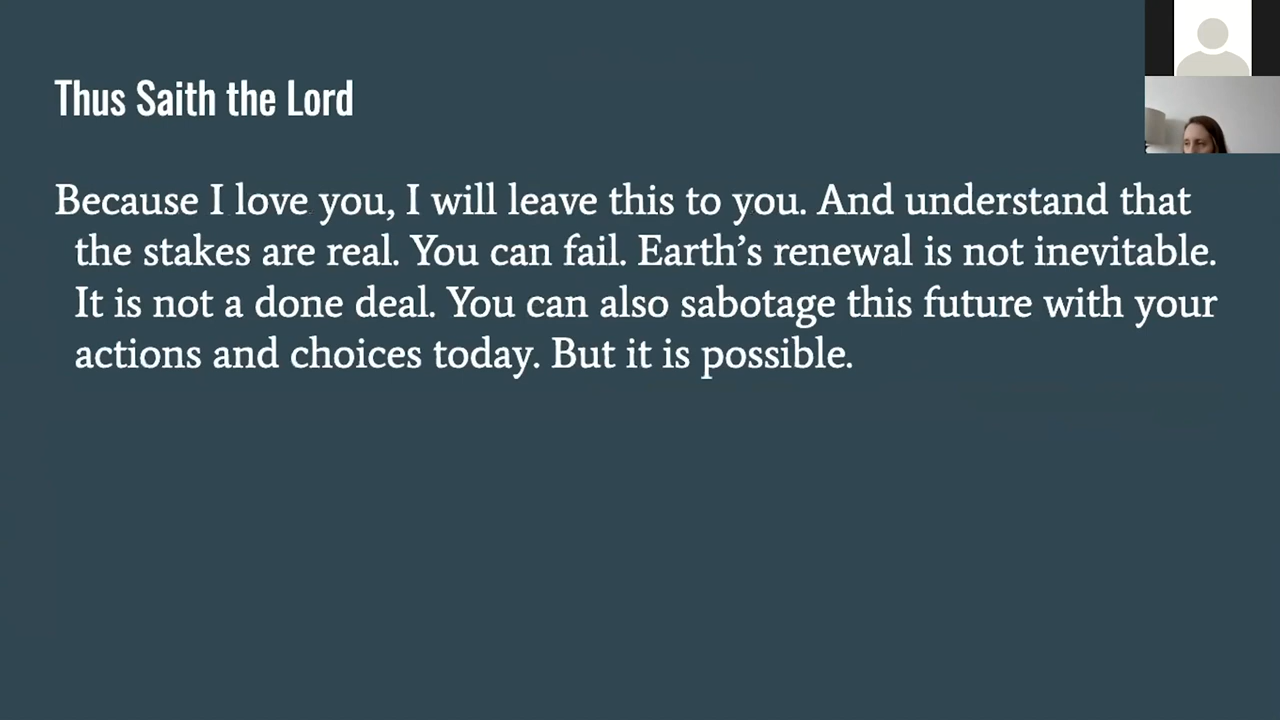 Thus Saith the Lord
Because I love you, I will leave this to you. And understand that
the stakes are real. You can fail. Earth’s renewal is not inevitable.
It is not a done deal. You can also sabotage this future with your
actions and choices today. But it is possible.